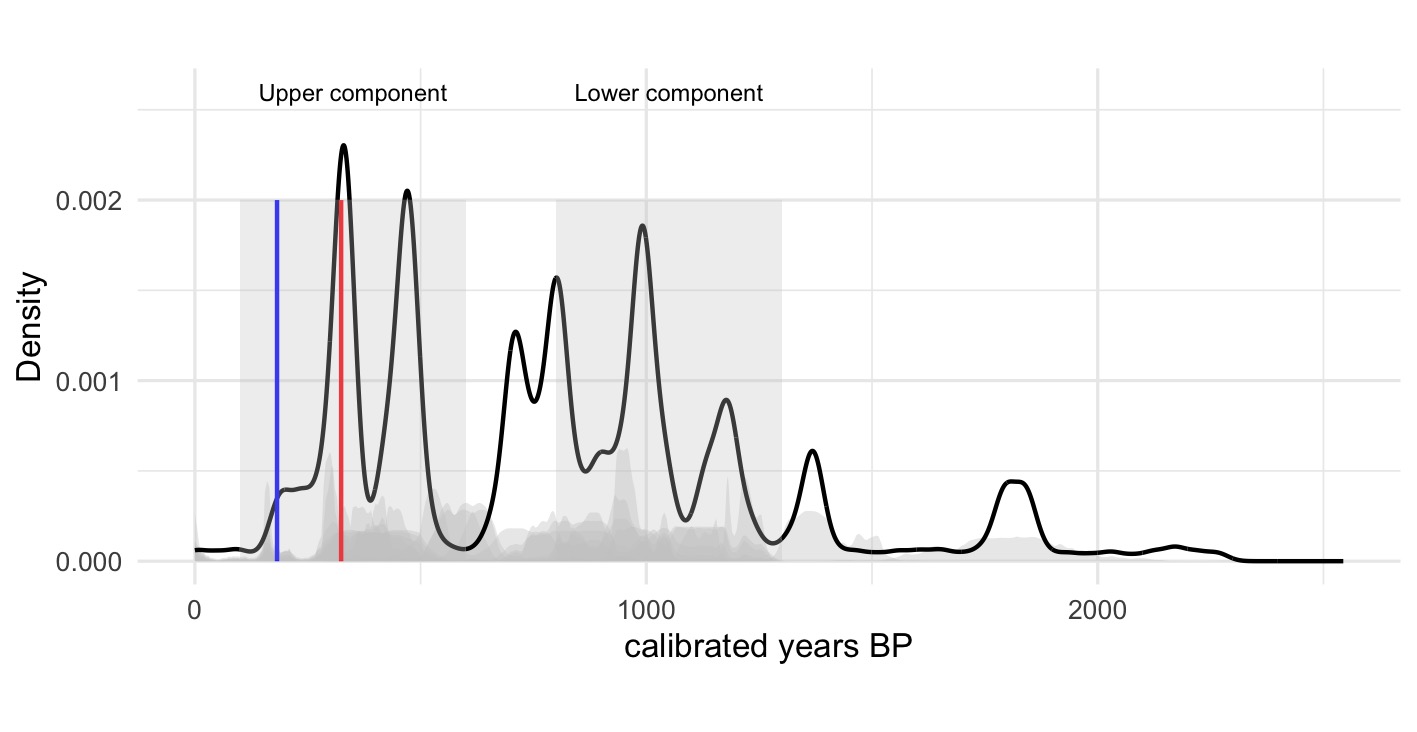 Upper component
Lower component
0.002
0.001
0.000
Density
0
1000
2000
calibrated years BP